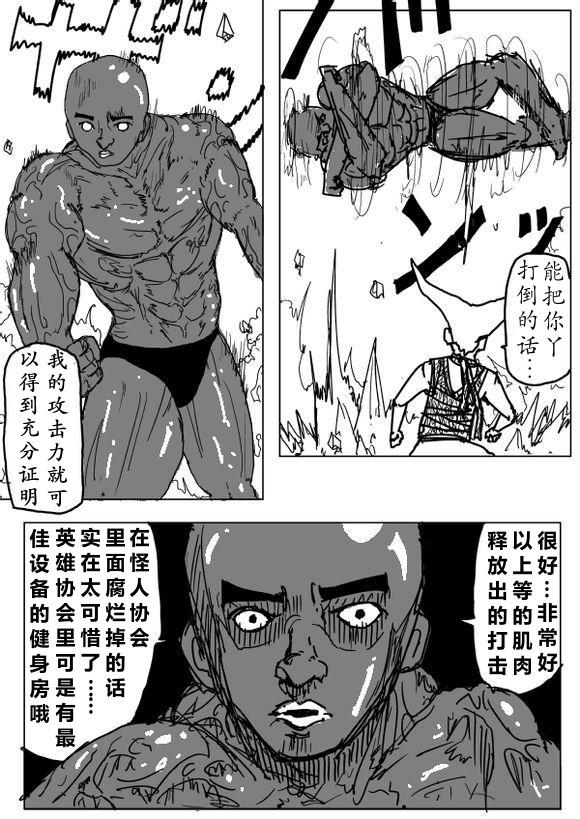 能把你丫
打倒的话…
我的攻击力就可
以得到充分证明
很好…非常好
以上等的肌肉
释放出的打击
在怪人协会
里面腐烂掉的话
实在太可惜了……
英雄协会里可是有最
佳设备的健身房哦